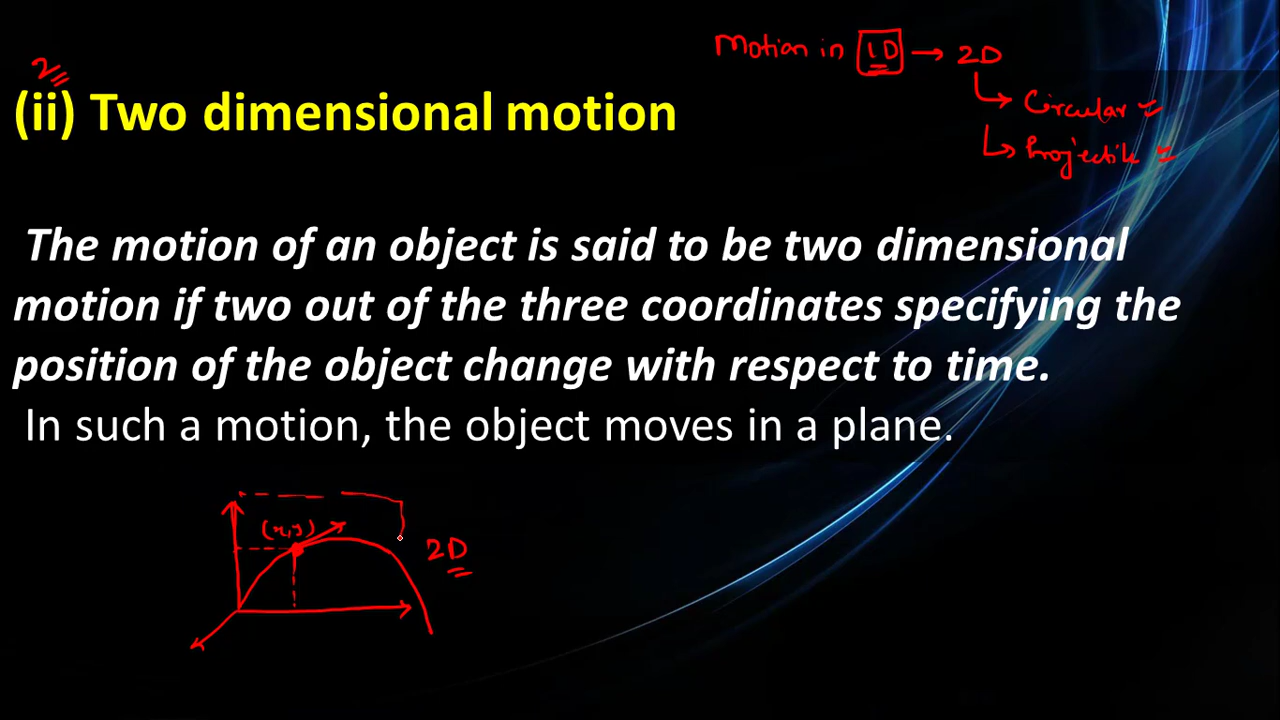 Motion in 1D → 2D
↳ Circular
↳ Projectile
2
(ii) Two dimensional motion
The motion of an object is said to be two dimensional
motion if two out of the three coordinates specifying the
position of the object change with respect to time.
In such a motion, the object moves in a plane.
(x,y)
2D